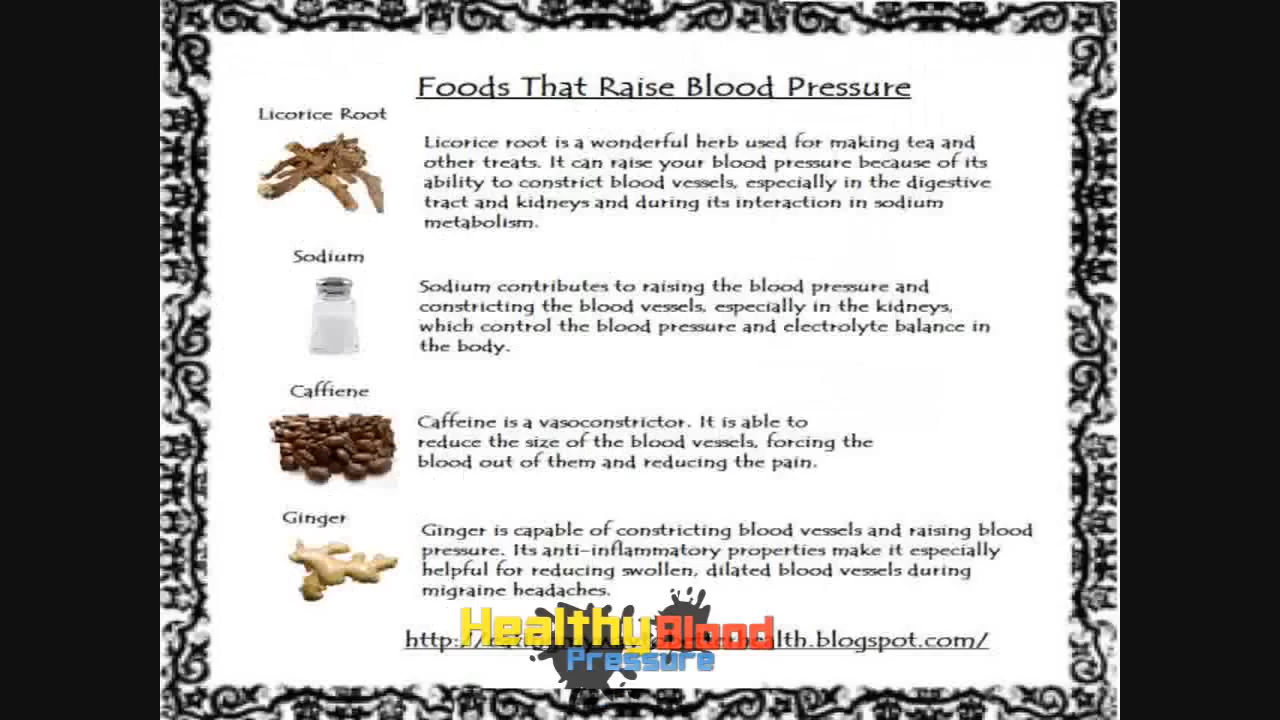 Foods That Raise Blood Pressure
Licorice Root
Licorice root is a wonderful herb used for making tea and
other treats. It can raise your blood pressure because of its
ability to constrict blood vessels, especially in the digestive
tract and kidneys and during its interaction in sodium
metabolism.
Sodium
Sodium contributes to raising the blood pressure and
constricting the blood vessels, especially in the kidneys,
which control the blood pressure and electrolyte balance in
the body.
Caffiene
Caffeine is a vasoconstrictor. It is able to
reduce the size of the blood vessels, forcing the
blood out of them and reducing the pain.
Ginger
Ginger is capable of constricting blood vessels and raising blood
pressure. Its anti-inflammatory properties make it especially
helpful for reducing swollen, dilated blood vessels during
migraine headaches.
Healthy Blood
Pressure